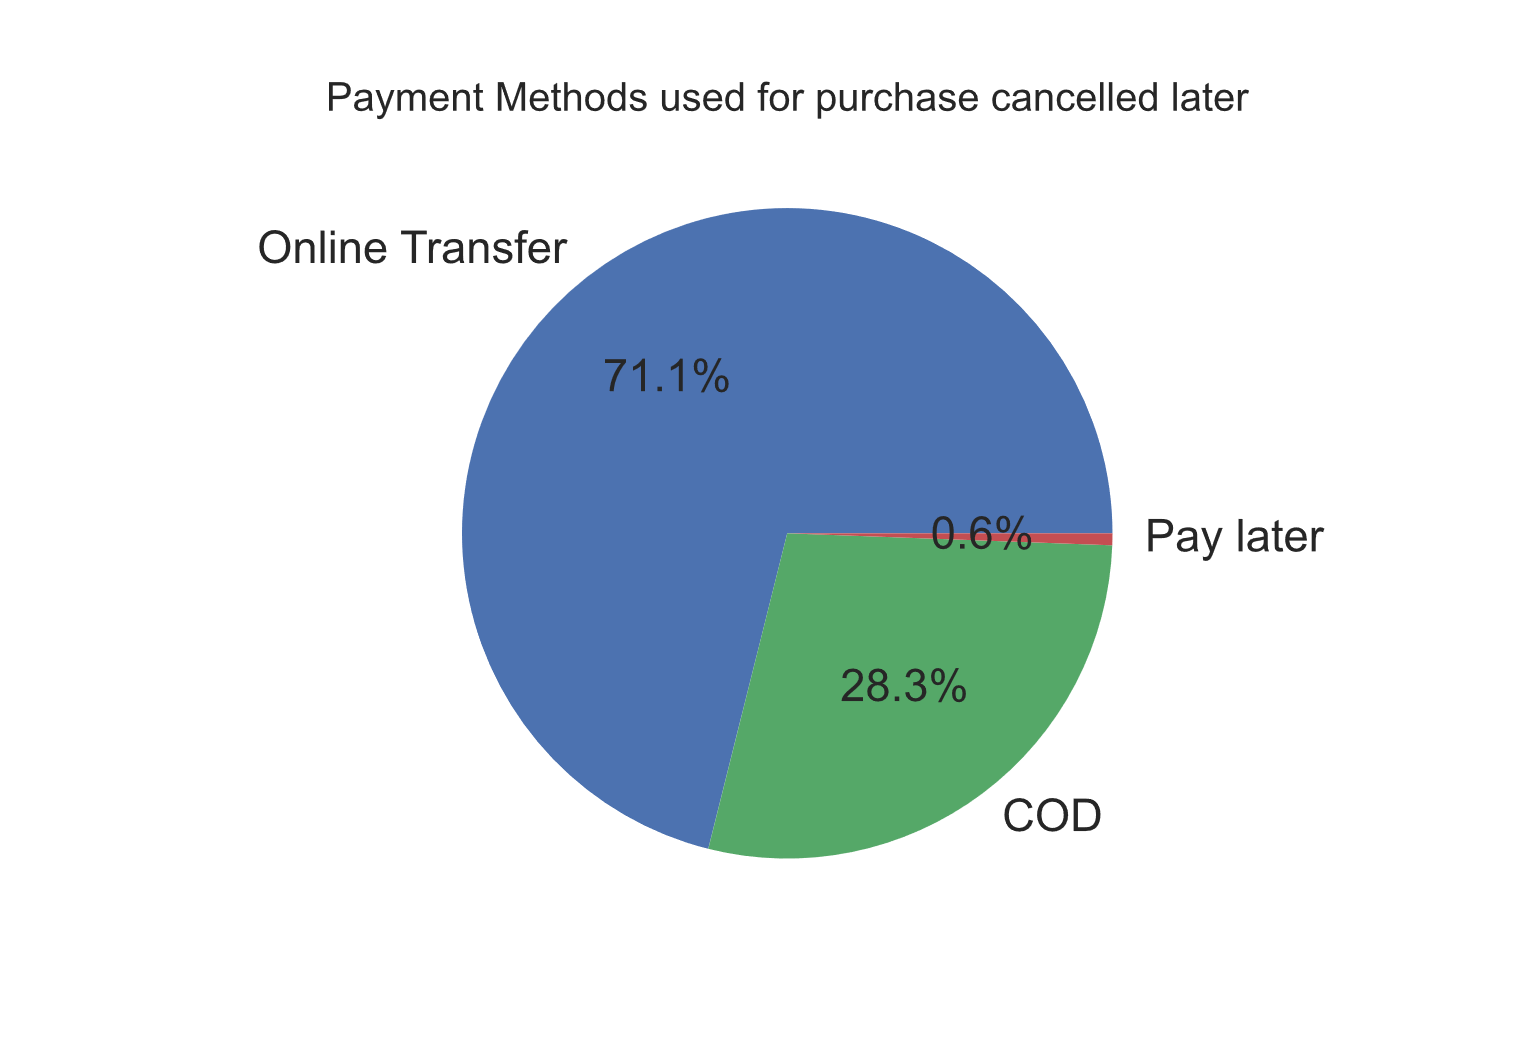 Payment Methods used for purchase cancelled later
Online Transfer
71.1%
0.6%
Pay later
28.3%
COD